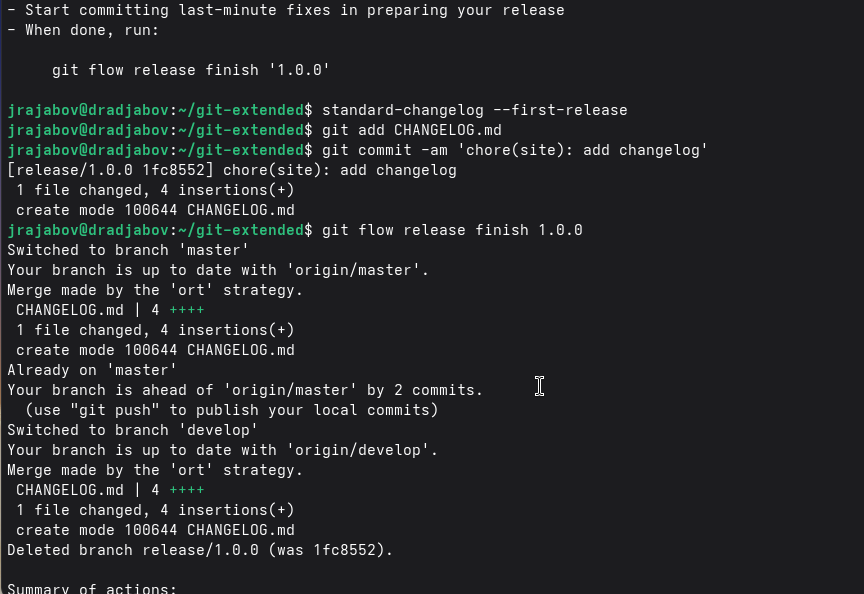 - Start committing last-minute fixes in preparing your release
- When done, run:
git flow release finish '1.0.0'
jrajabov@dradjabov:~/git-extended$ standard-changelog --first-release
jrajabov@dradjabov:~/git-extended$ git add CHANGELOG.md
jrajabov@dradjabov:~/git-extended$ git commit -am 'chore(site): add changelog'
[release/1.0.0 1fc8552] chore(site): add changelog
1 file changed, 4 insertions(+)
create mode 100644 CHANGELOG.md
jrajabov@dradjabov:~/git-extended$ git flow release finish 1.0.0
Switched to branch 'master'
Your branch is up to date with 'origin/master'.
Merge made by the 'ort' strategy.
CHANGELOG.md | 4 ++++
1 file changed, 4 insertions(+)
create mode 100644 CHANGELOG.md
Already on 'master'
Your branch is ahead of 'origin/master' by 2 commits.
(use "git push" to publish your local commits)
Switched to branch 'develop'
Your branch is up to date with 'origin/develop'.
Merge made by the 'ort' strategy.
CHANGELOG.md | 4 ++++
1 file changed, 4 insertions(+)
create mode 100644 CHANGELOG.md
Deleted branch release/1.0.0 (was 1fc8552).
Summary of actions: